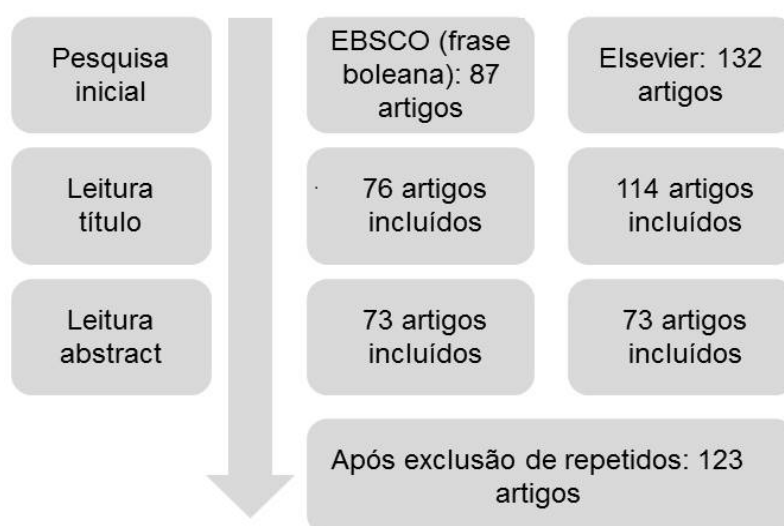 Pesquisa
inicial
EBSCO (frase
boleana): 87
artigos
Elsevier: 132
artigos
Leitura
título
76 artigos
incluídos
114 artigos
incluídos
Leitura
abstract
73 artigos
incluídos
73 artigos
incluídos
Após exclusão de repetidos: 123
artigos